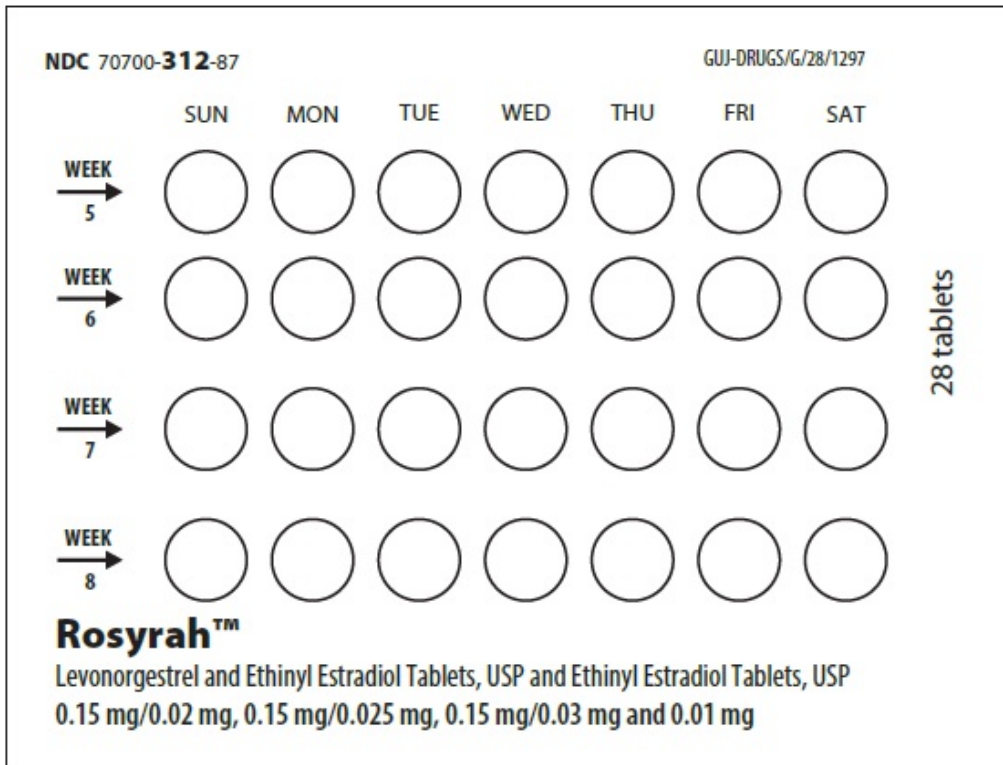 NDC 70700-312-87
GUJ-DRUGS/G/28/1297
SUN MON TUE WED THU FRI SAT
WEEK
5
WEEK
6
28 tablets
WEEK
7
WEEK
8
Rosyrah™
Levonorgestrel and Ethinyl Estradiol Tablets, USP and Ethinyl Estradiol Tablets, USP
0.15 mg/0.02 mg, 0.15 mg/0.025 mg, 0.15 mg/0.03 mg and 0.01 mg